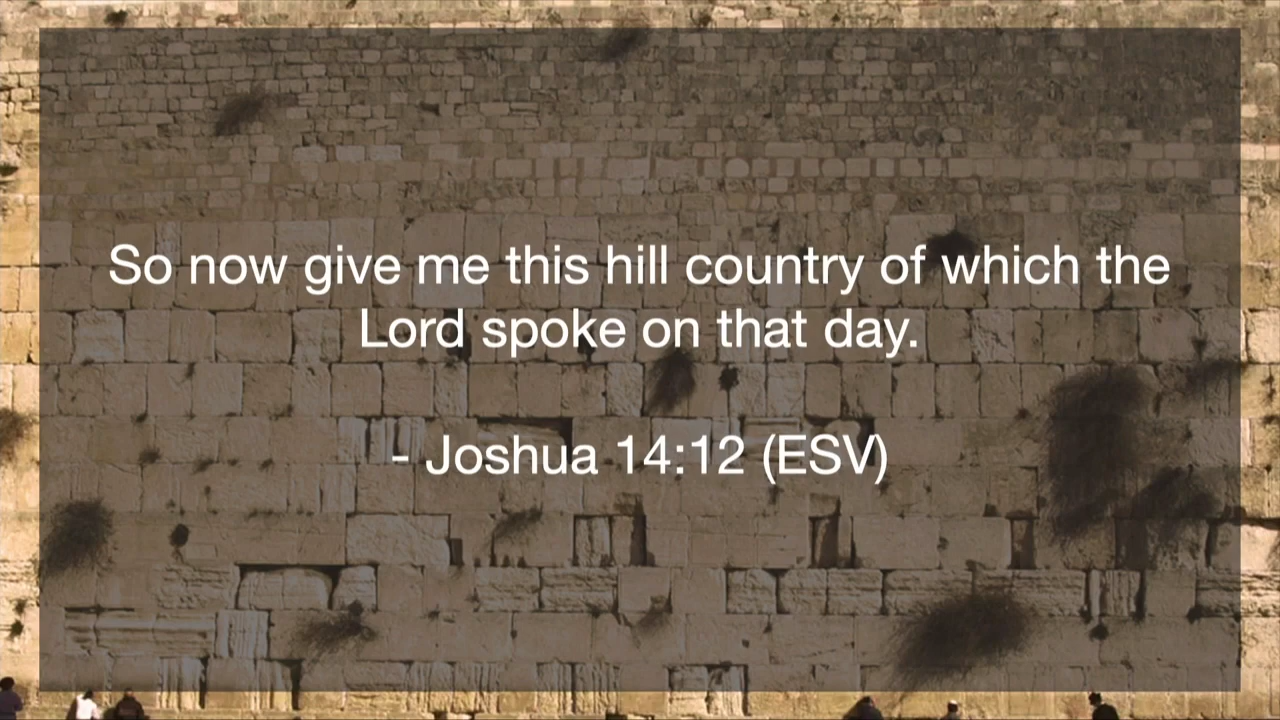 So now give me this hill country of which the
Lord spoke on that day.
- Joshua 14:12 (ESV)